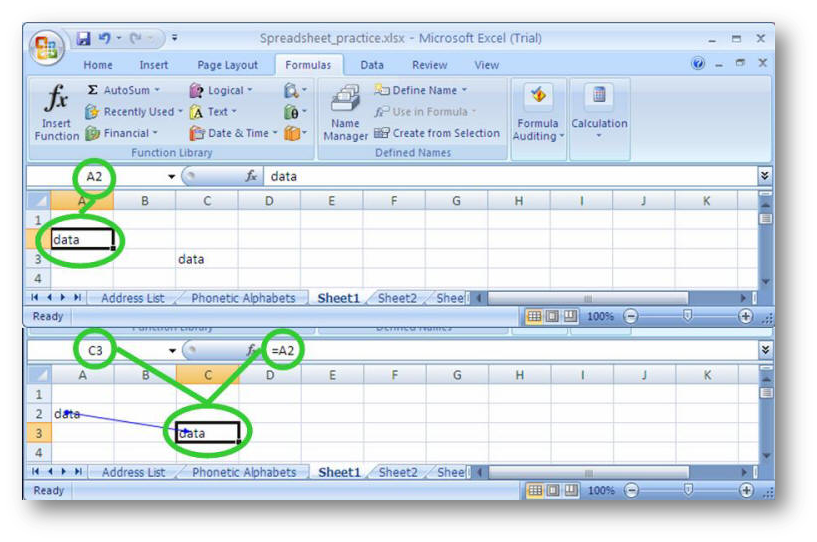 Spreadsheet_practice.xlsx - Microsoft Excel (Trial)
Home Insert Page Layout Formulas Data Review View
fx Insert Function
Σ AutoSum
Recently Used
Financial
Logical
A Text
Date & Time
θ
Function Library
Name Manager
Define Name
Use in Formula
Create from Selection
Defined Names
Formula Auditing
Calculation
A2 fx data
A B C D E F G H I J K
1
data
3 data
4
Address List Phonetic Alphabets Sheet1 Sheet2 Shee
Ready 100%
C3 fx =A2
A B C D E F G H I J K
1
2 data
3 data
4
Address List Phonetic Alphabets Sheet1 Sheet2 Shee
Ready 100%